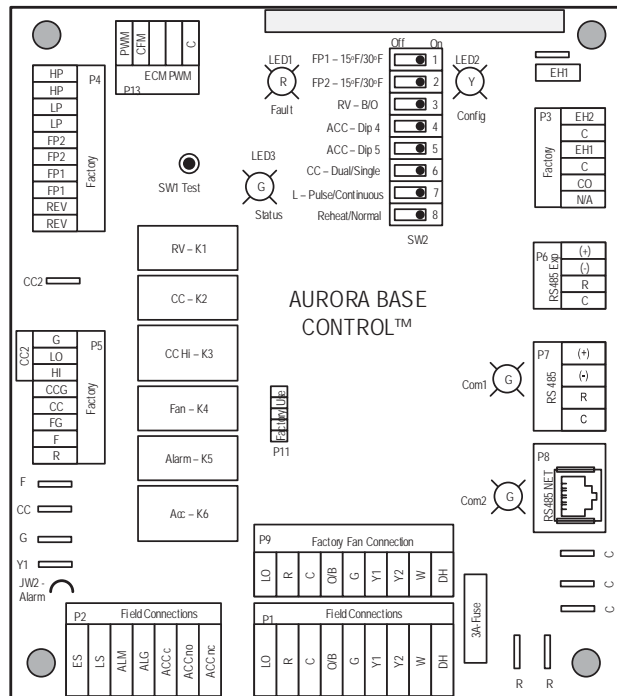 PWM
CFM
C
P13
ECM PWM
LED1
R
Fault
Off
On
FP1 – 15ºF/30ºF
1
FP2 – 15ºF/30ºF
2
RV – B/O
3
ACC – Dip 4
4
ACC – Dip 5
5
CC – Dual/Single
6
L – Pulse/Continuous
7
Reheat/Normal
8
SW2
LED2
Y
Config
EH1
P4
HP
HP
LP
LP
FP2
FP2
FP1
FP1
REV
REV
Factory
SW1 Test
LED3
G
Status
P3
Factory
EH2
C
EH1
C
CO
N/A
RV – K1
CC – K2
CC Hi – K3
Fan – K4
Alarm – K5
Acc – K6
AURORA BASE
CONTROL™
P6
RS485 Exp
(+)
(-)
R
C
CC2
CC2
G
LO
HI
CCG
CC
FG
F
R
P5
Factory
Factory Use
P11
Com1
G
P7
RS 485
(+)
(-)
R
C
Com2
G
P8
RS485 NET
F
CC
G
Y1
JW2 -
Alarm
P9
Factory Fan Connection
LO
R
C
O/B
G
Y1
Y2
W
DH
C
C
C
P2
Field Connections
ES
LS
ALM
ALG
ACC c
ACC no
ACC nc
P1
Field Connections
LO
R
C
O/B
G
Y1
Y2
W
DH
3A-Fuse
R
R